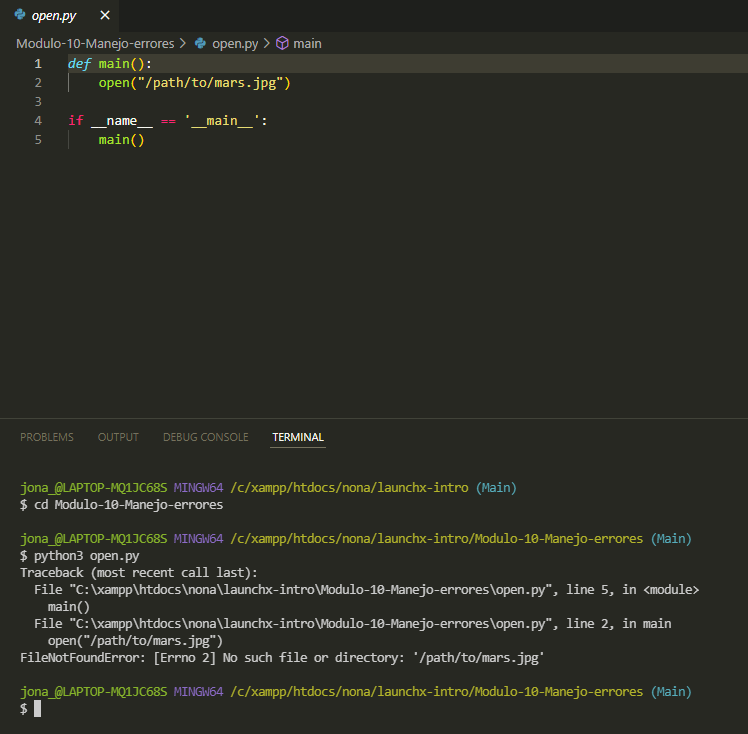 open.py
Modulo-10-Manejo-errores > open.py > main
1 def main():
2     open("/path/to/mars.jpg")
3
4 if __name__ == '__main__':
5     main()
PROBLEMS OUTPUT DEBUG CONSOLE TERMINAL
jona_@LAPTOP-MQ1JC68S MINGW64 /c/xampp/htdocs/nona/launchx-intro (Main)
$ cd Modulo-10-Manejo-errores
jona_@LAPTOP-MQ1JC68S MINGW64 /c/xampp/htdocs/nona/launchx-intro/Modulo-10-Manejo-errores (Main)
$ python3 open.py
Traceback (most recent call last):
  File "C:\xampp\htdocs\nona\launchx-intro\Modulo-10-Manejo-errores\open.py", line 5, in <module>
    main()
  File "C:\xampp\htdocs\nona\launchx-intro\Modulo-10-Manejo-errores\open.py", line 2, in main
    open("/path/to/mars.jpg")
FileNotFoundError: [Errno 2] No such file or directory: '/path/to/mars.jpg'
jona_@LAPTOP-MQ1JC68S MINGW64 /c/xampp/htdocs/nona/launchx-intro/Modulo-10-Manejo-errores (Main)
$